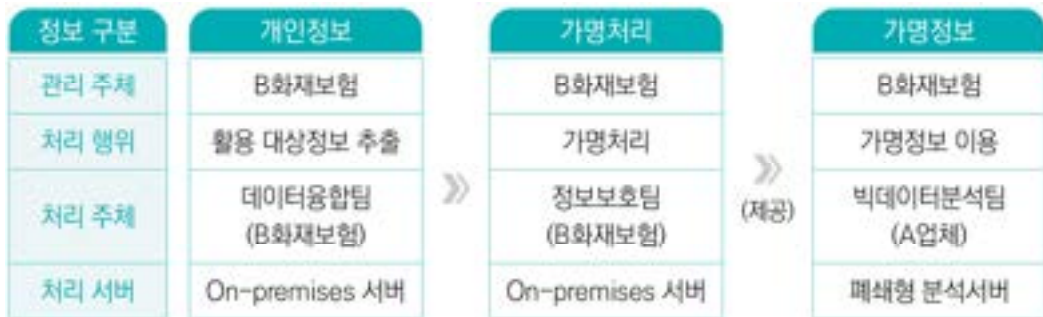 정보 구분 개인정보 가명처리 가명정보
관리 주체 B화재보험 B화재보험 B화재보험
처리 행위 활용 대상정보 추출 가명처리 가명정보 이용
처리 주체 데이터융합팀 (B화재보험) 정보보호팀 (B화재보험) (제공) 빅데이터분석팀 (A업체)
처리 서버 On-premises 서버 On-premises 서버 폐쇄형 분석서버